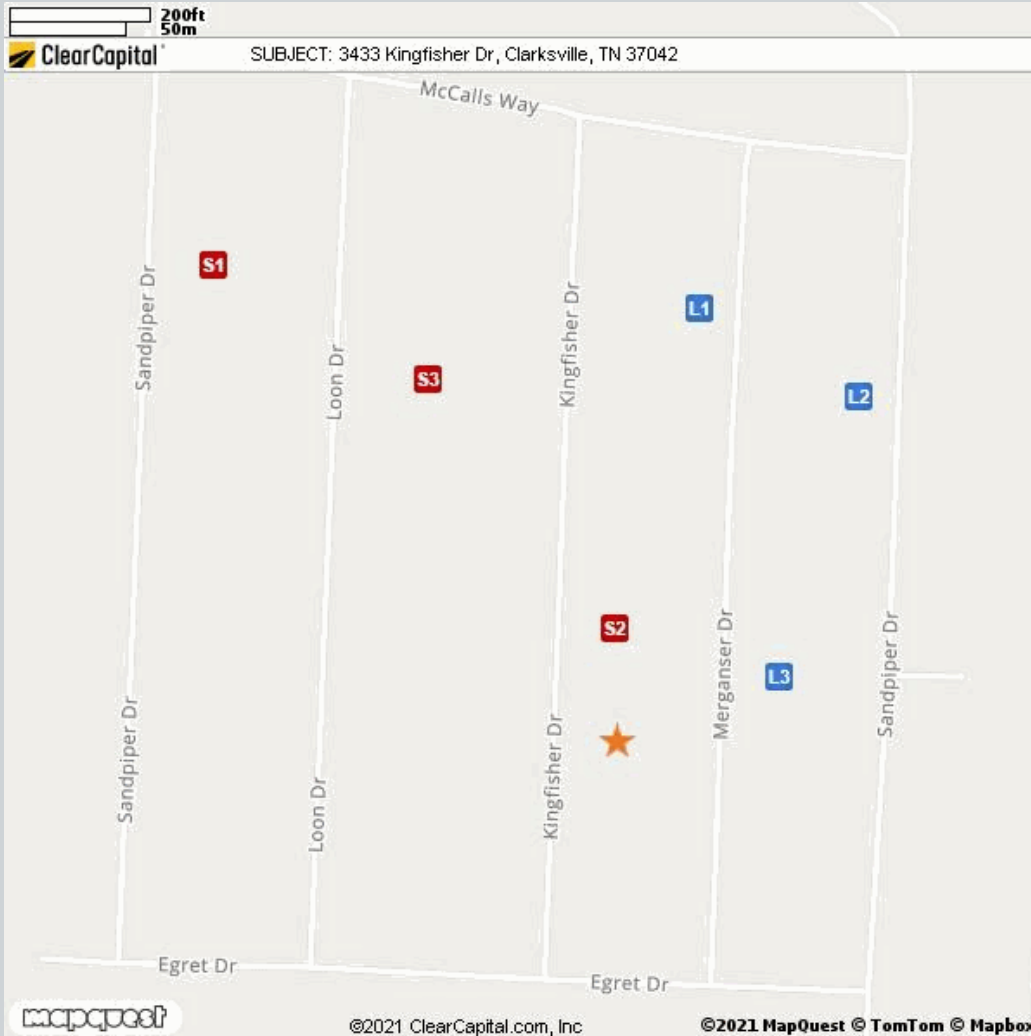 200ft
50m
ClearCapital
SUBJECT: 3433 Kingfisher Dr, Clarksville, TN 37042
McCalls Way
S1
Sandpiper Dr
Loon Dr
S3
Kingfisher Dr
L1
L2
S2
L3
Merganser Dr
Sandpiper Dr
Sandpiper Dr
Loon Dr
Kingfisher Dr
Egret Dr
Egret Dr
mapquest
©2021 ClearCapital.com, Inc
©2021 MapQuest © TomTom © Mapbox